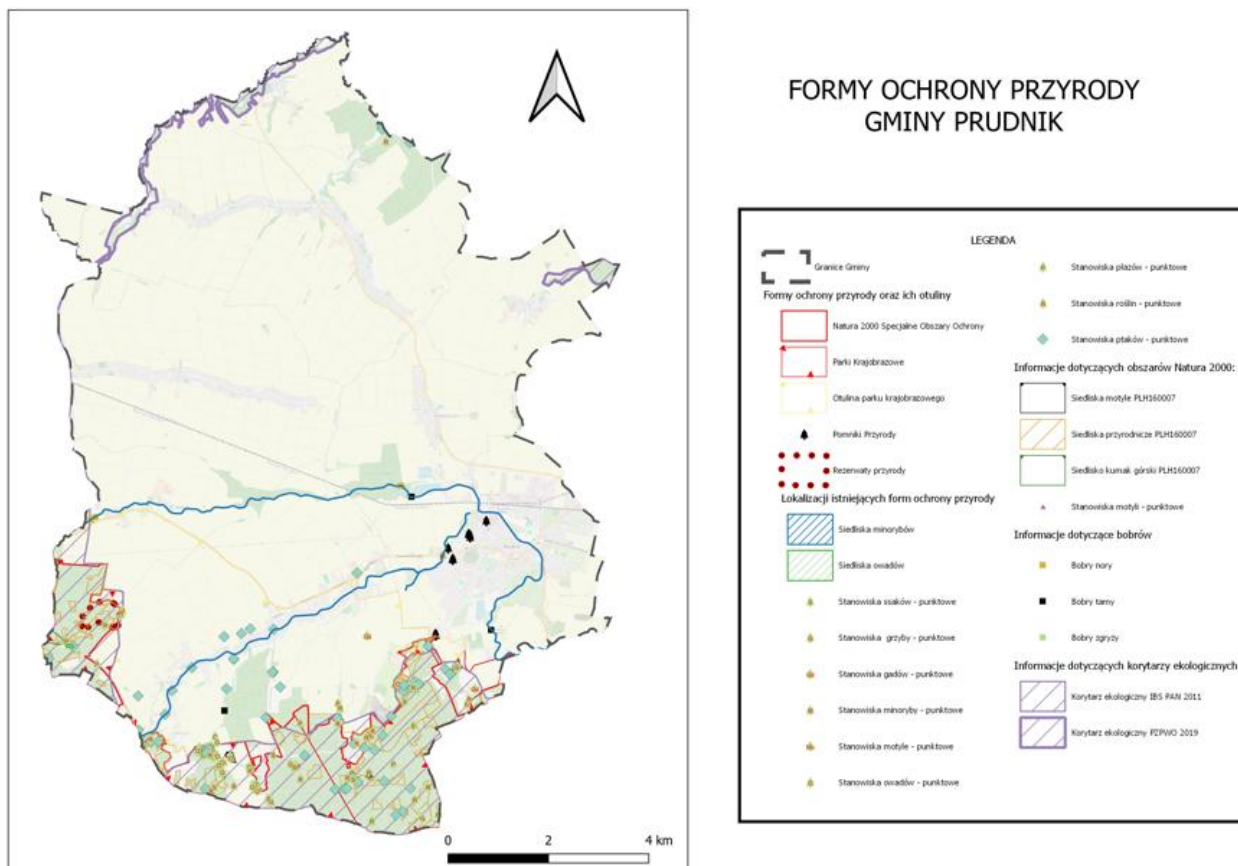 FORMY OCHRONY PRZYRODY
GMINY PRUDNIK
LEGENDA
Granice Gminy
Formy ochrony przyrody oraz ich otuliny
Natura 2000 Specjalne Obszary Ochrony
Parki Krajobrazowe
Otulina parku krajobrazowego
Pomniki Przyrody
Rezerwaty przyrody
Lokalizacji istniejących form ochrony przyrody
Siedliska minorybów
Siedliska owadów
Stanowiska ssaków - punktowe
Stanowiska grzyby - punktowe
Stanowiska gadów - punktowe
Stanowiska minoryby - punktowe
Stanowiska motyle - punktowe
Stanowiska owadów - punktowe
Stanowiska płazów - punktowe
Stanowiska roślin - punktowe
Stanowiska ptaków - punktowe
Informacje dotyczących obszarów Natura 2000:
Siedliska motyle PLH160007
Siedliska przyrodnicze PLH160007
Siedlisko kumak górski PLH160007
Stanowiska motyli - punktowe
Informacje dotyczące bobrów
Bobry nory
Bobry tamy
Bobry zgryzy
Informacje dotyczących korytarzy ekologicznych
Korytarz ekologiczny IBS PAN 2011
Korytarz ekologiczny PZPWO 2019
0 2 4 km